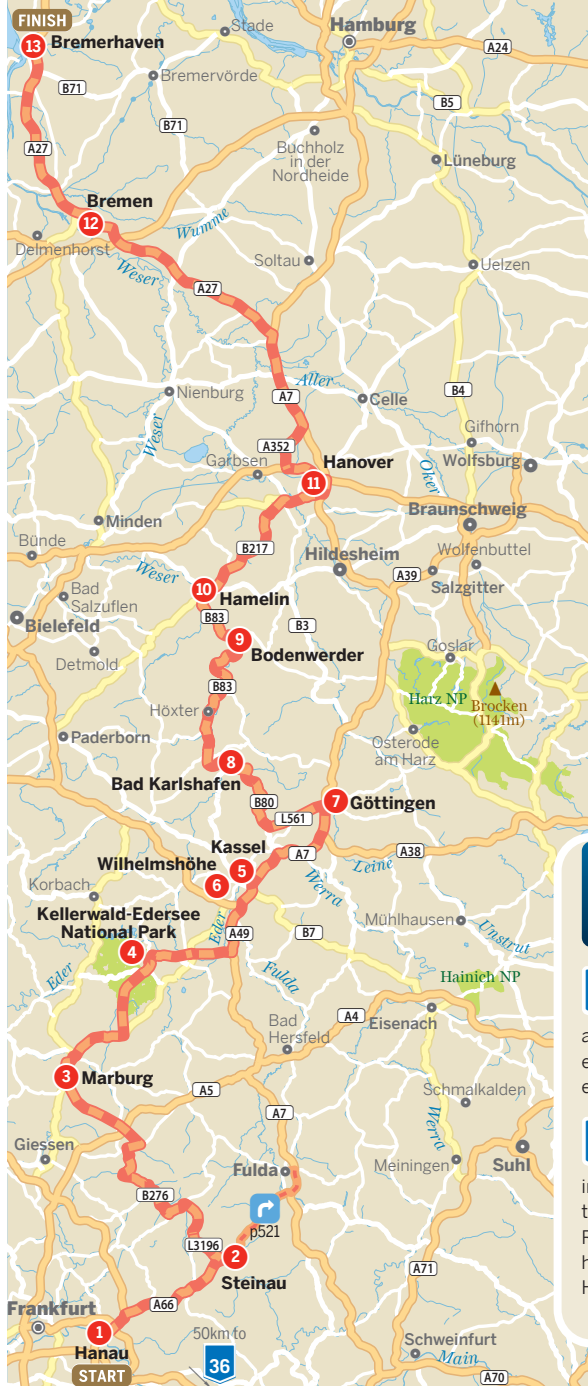 FINISH
13
Bremerhaven
Stade
Hamburg
A24
B71
Bremervörde
B5
B71
A27
Buchholz
in der
Nordheide
Lüneburg
Bremen
12
Wumme
Delmenhorst
Weser
Soltau
Uelzen
A27
Aller
B4
Nienburg
A7
Celle
Weser
A352
Gifhorn
Garbsen
Hanover
Oker
Wolfsburg
11
Braunschweig
Minden
Bünde
B217
Hildesheim
Wolfenbuttel
Weser
A39
Salzgitter
10
Bad
Salzuflen
Hamelin
B83
B3
Bielefeld
9
Bodenwerder
Goslar
Detmold
B83
Harz NP
Brocken
(1141m)
Höxter
Paderborn
Osterode
am Harz
8
Bad Karlshafen
B80
7
Göttingen
L561
Kassel
A7
Leine
A38
Wilhelmshöhe
5
6
Werra
Korbach
Kellerwald-Edersee
National Park
Eder
Mühlhausen
A49
B7
Unstrut
4
Eder
Fulda
Hainich NP
A4
Eisenach
Bad
Hersfeld
3
Marburg
A5
Schmalkalden
A7
Werra
Giessen
Meiningen
Suhl
Fulda
B276
p521
L3196
2
Steinau
A71
A66
Frankfurt
1
Hanau
START
50km to
36
Schweinfurt
Main
A70
a
e
e
i
t
F
h
H